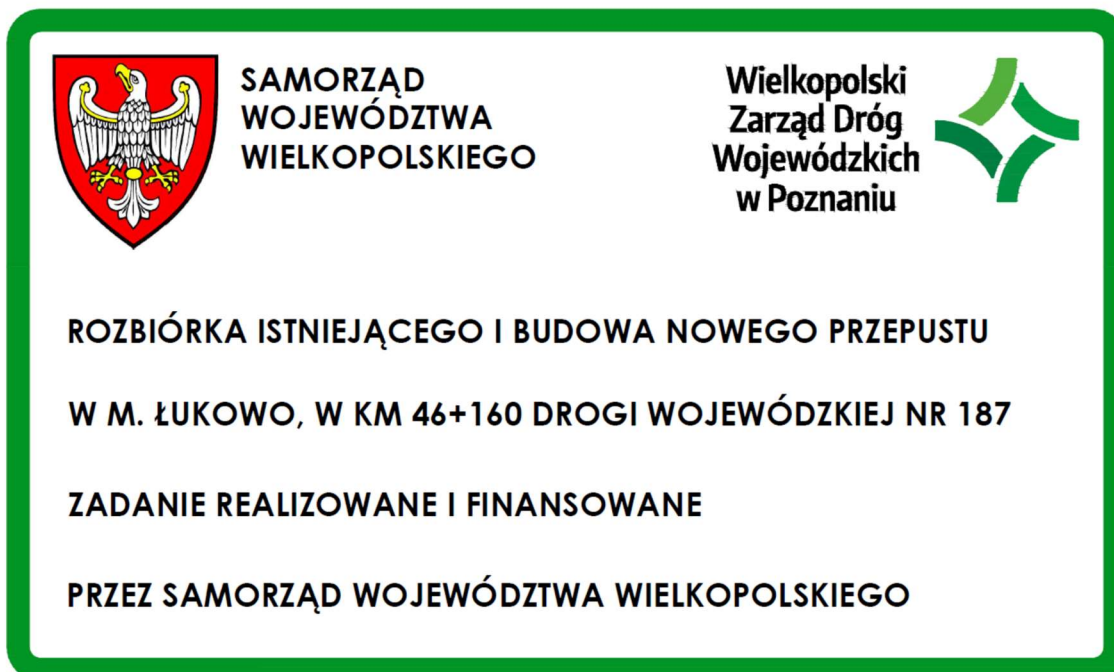 SAMORZĄD
WOJEWÓDZTWA
WIELKOPOLSKIEGO
Wielkopolski
Zarząd Dróg
Wojewódzkich
w Poznaniu
ROZBIÓRKA ISTNIEJĄCEGO I BUDOWA NOWEGO PRZEPUSTU
W M. ŁUKOWO, W KM 46+160 DROGI WOJEWÓDZKIEJ NR 187
ZADANIE REALIZOWANE I FINANSOWANE
PRZEZ SAMORZĄD WOJEWÓDZTWA WIELKOPOLSKIEGO